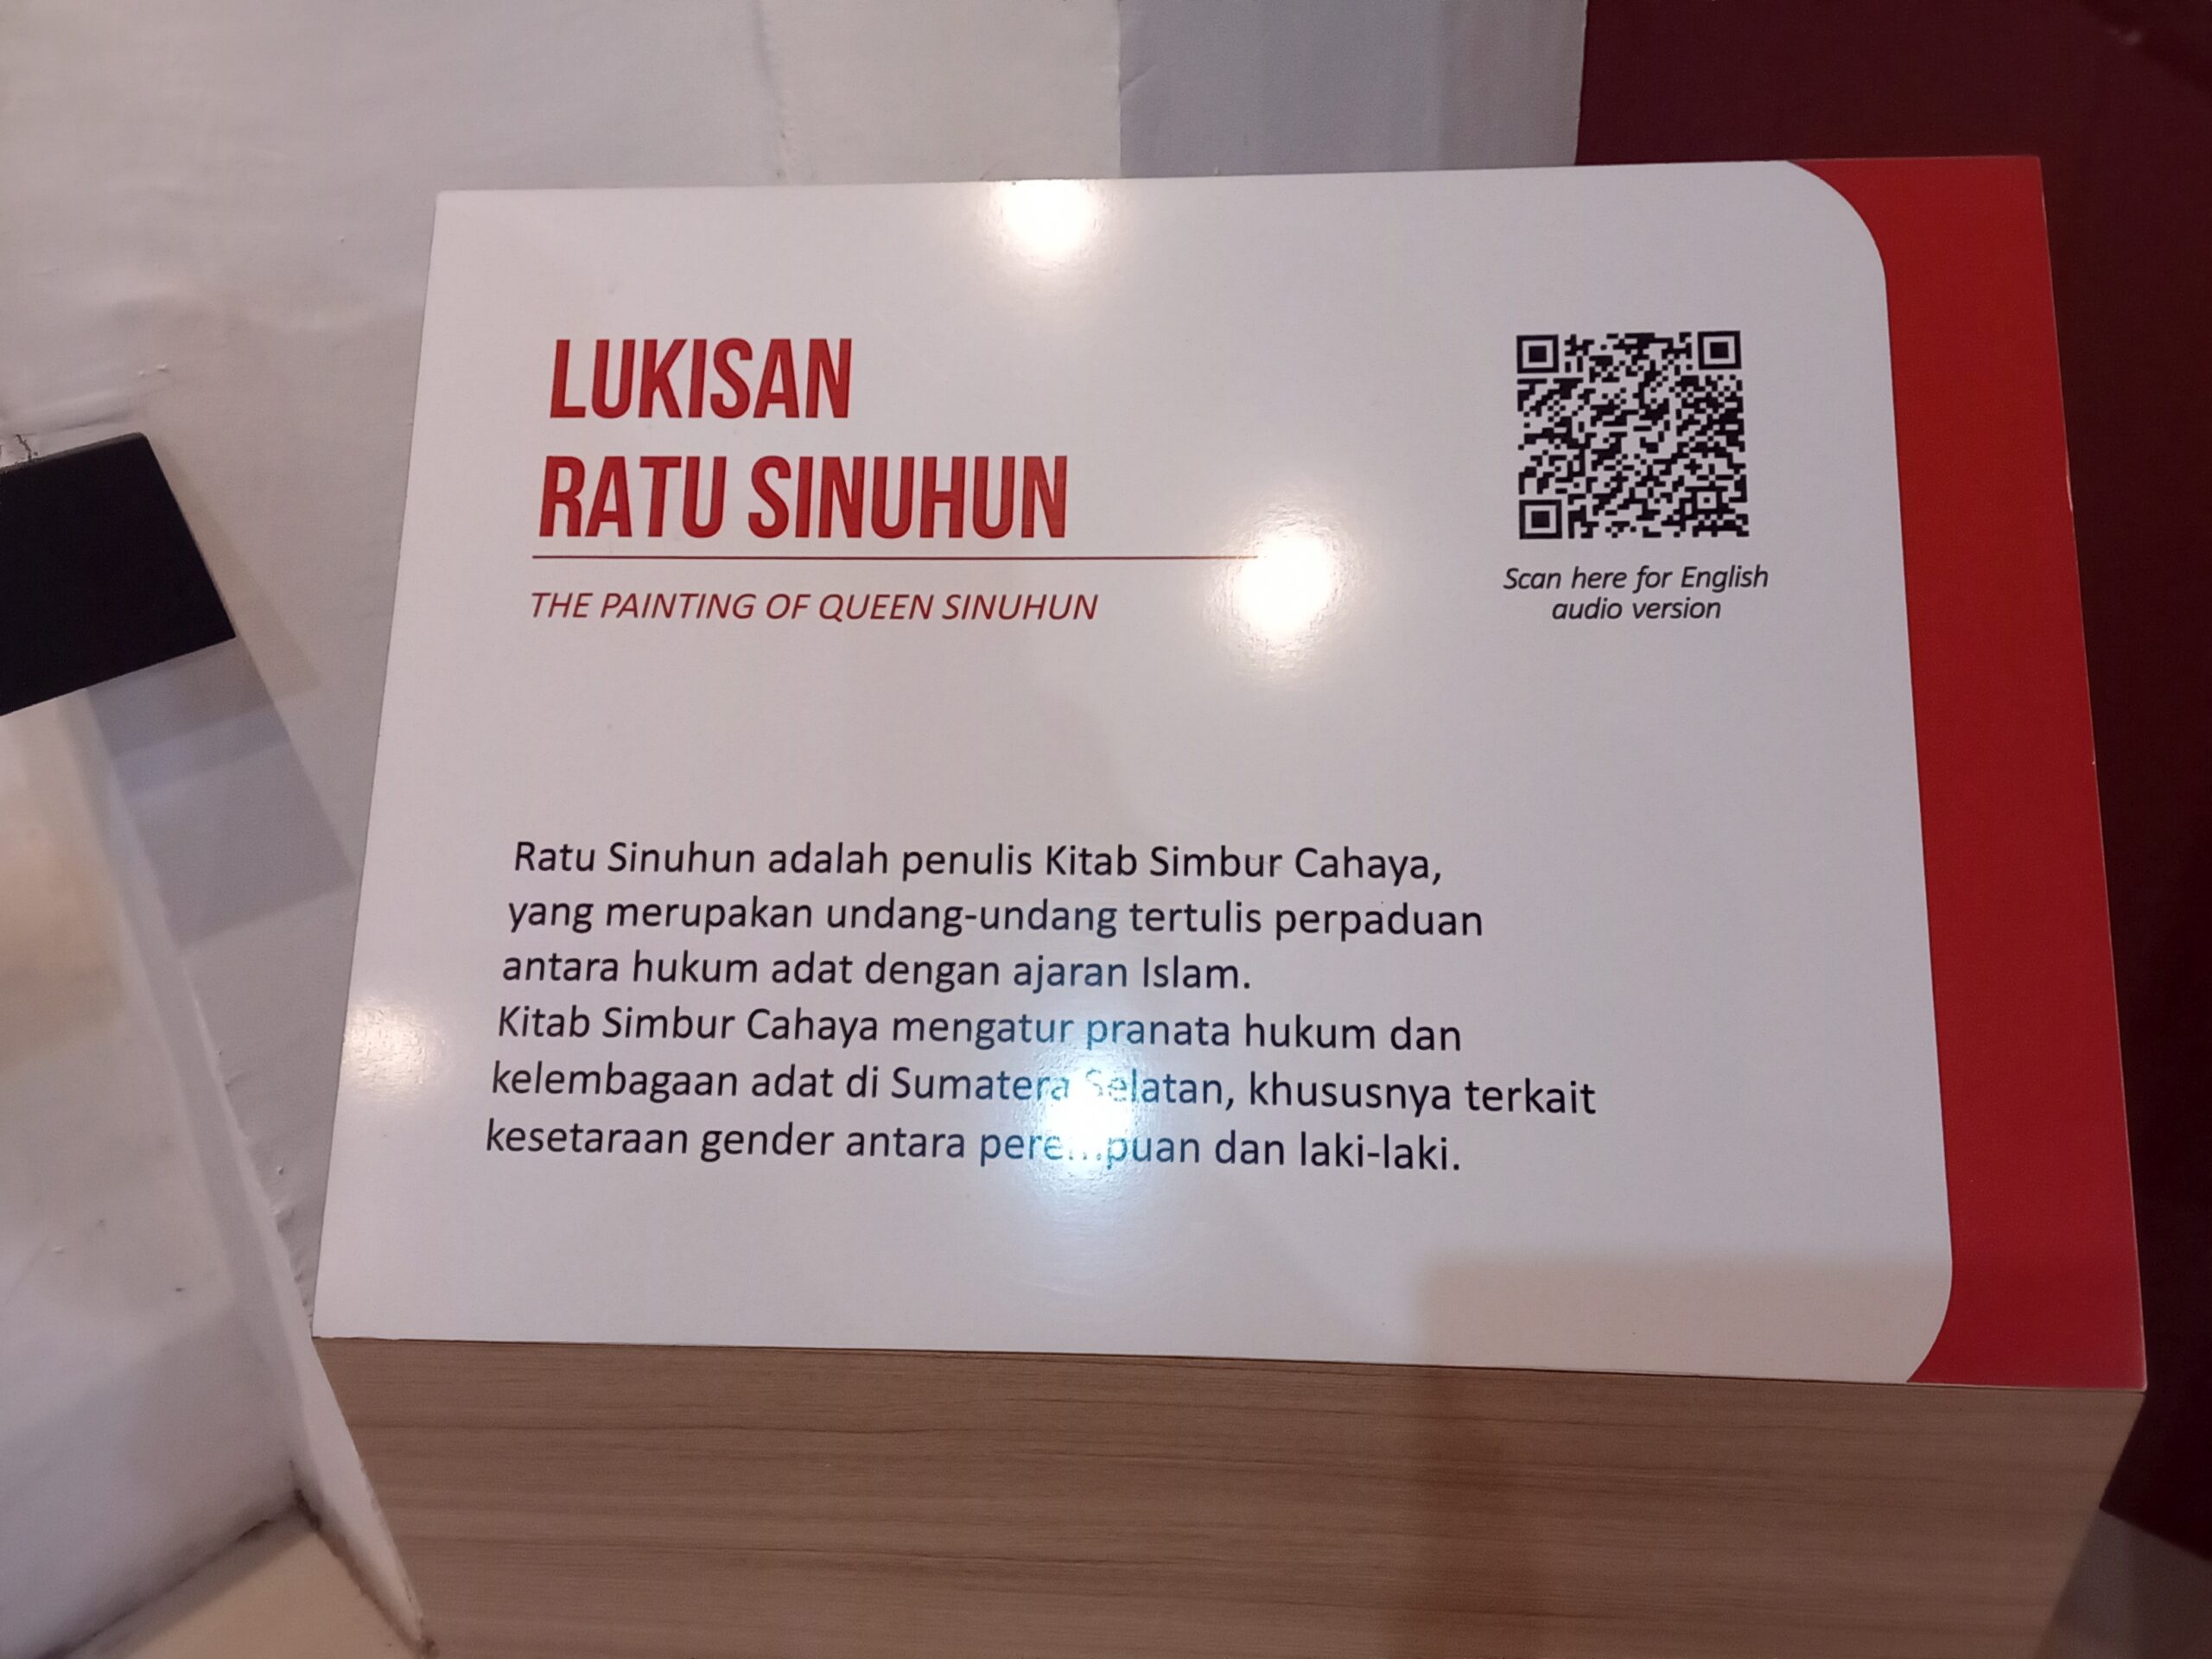 LUKISAN
RATU SINUHUN
THE PAINTING OF QUEEN SINUHUN
Scan here for English
audio version
Ratu Sinuhun adalah penulis Kitab Simbur Cahaya,
yang merupakan undang-undang tertulis perpaduan
antara hukum adat dengan ajaran Islam.
Kitab Simbur Cahaya mengatur pranata hukum dan
kelembagaan adat di Sumatera Selatan, khususnya terkait
kesetaraan gender antara perempuan dan laki-laki.